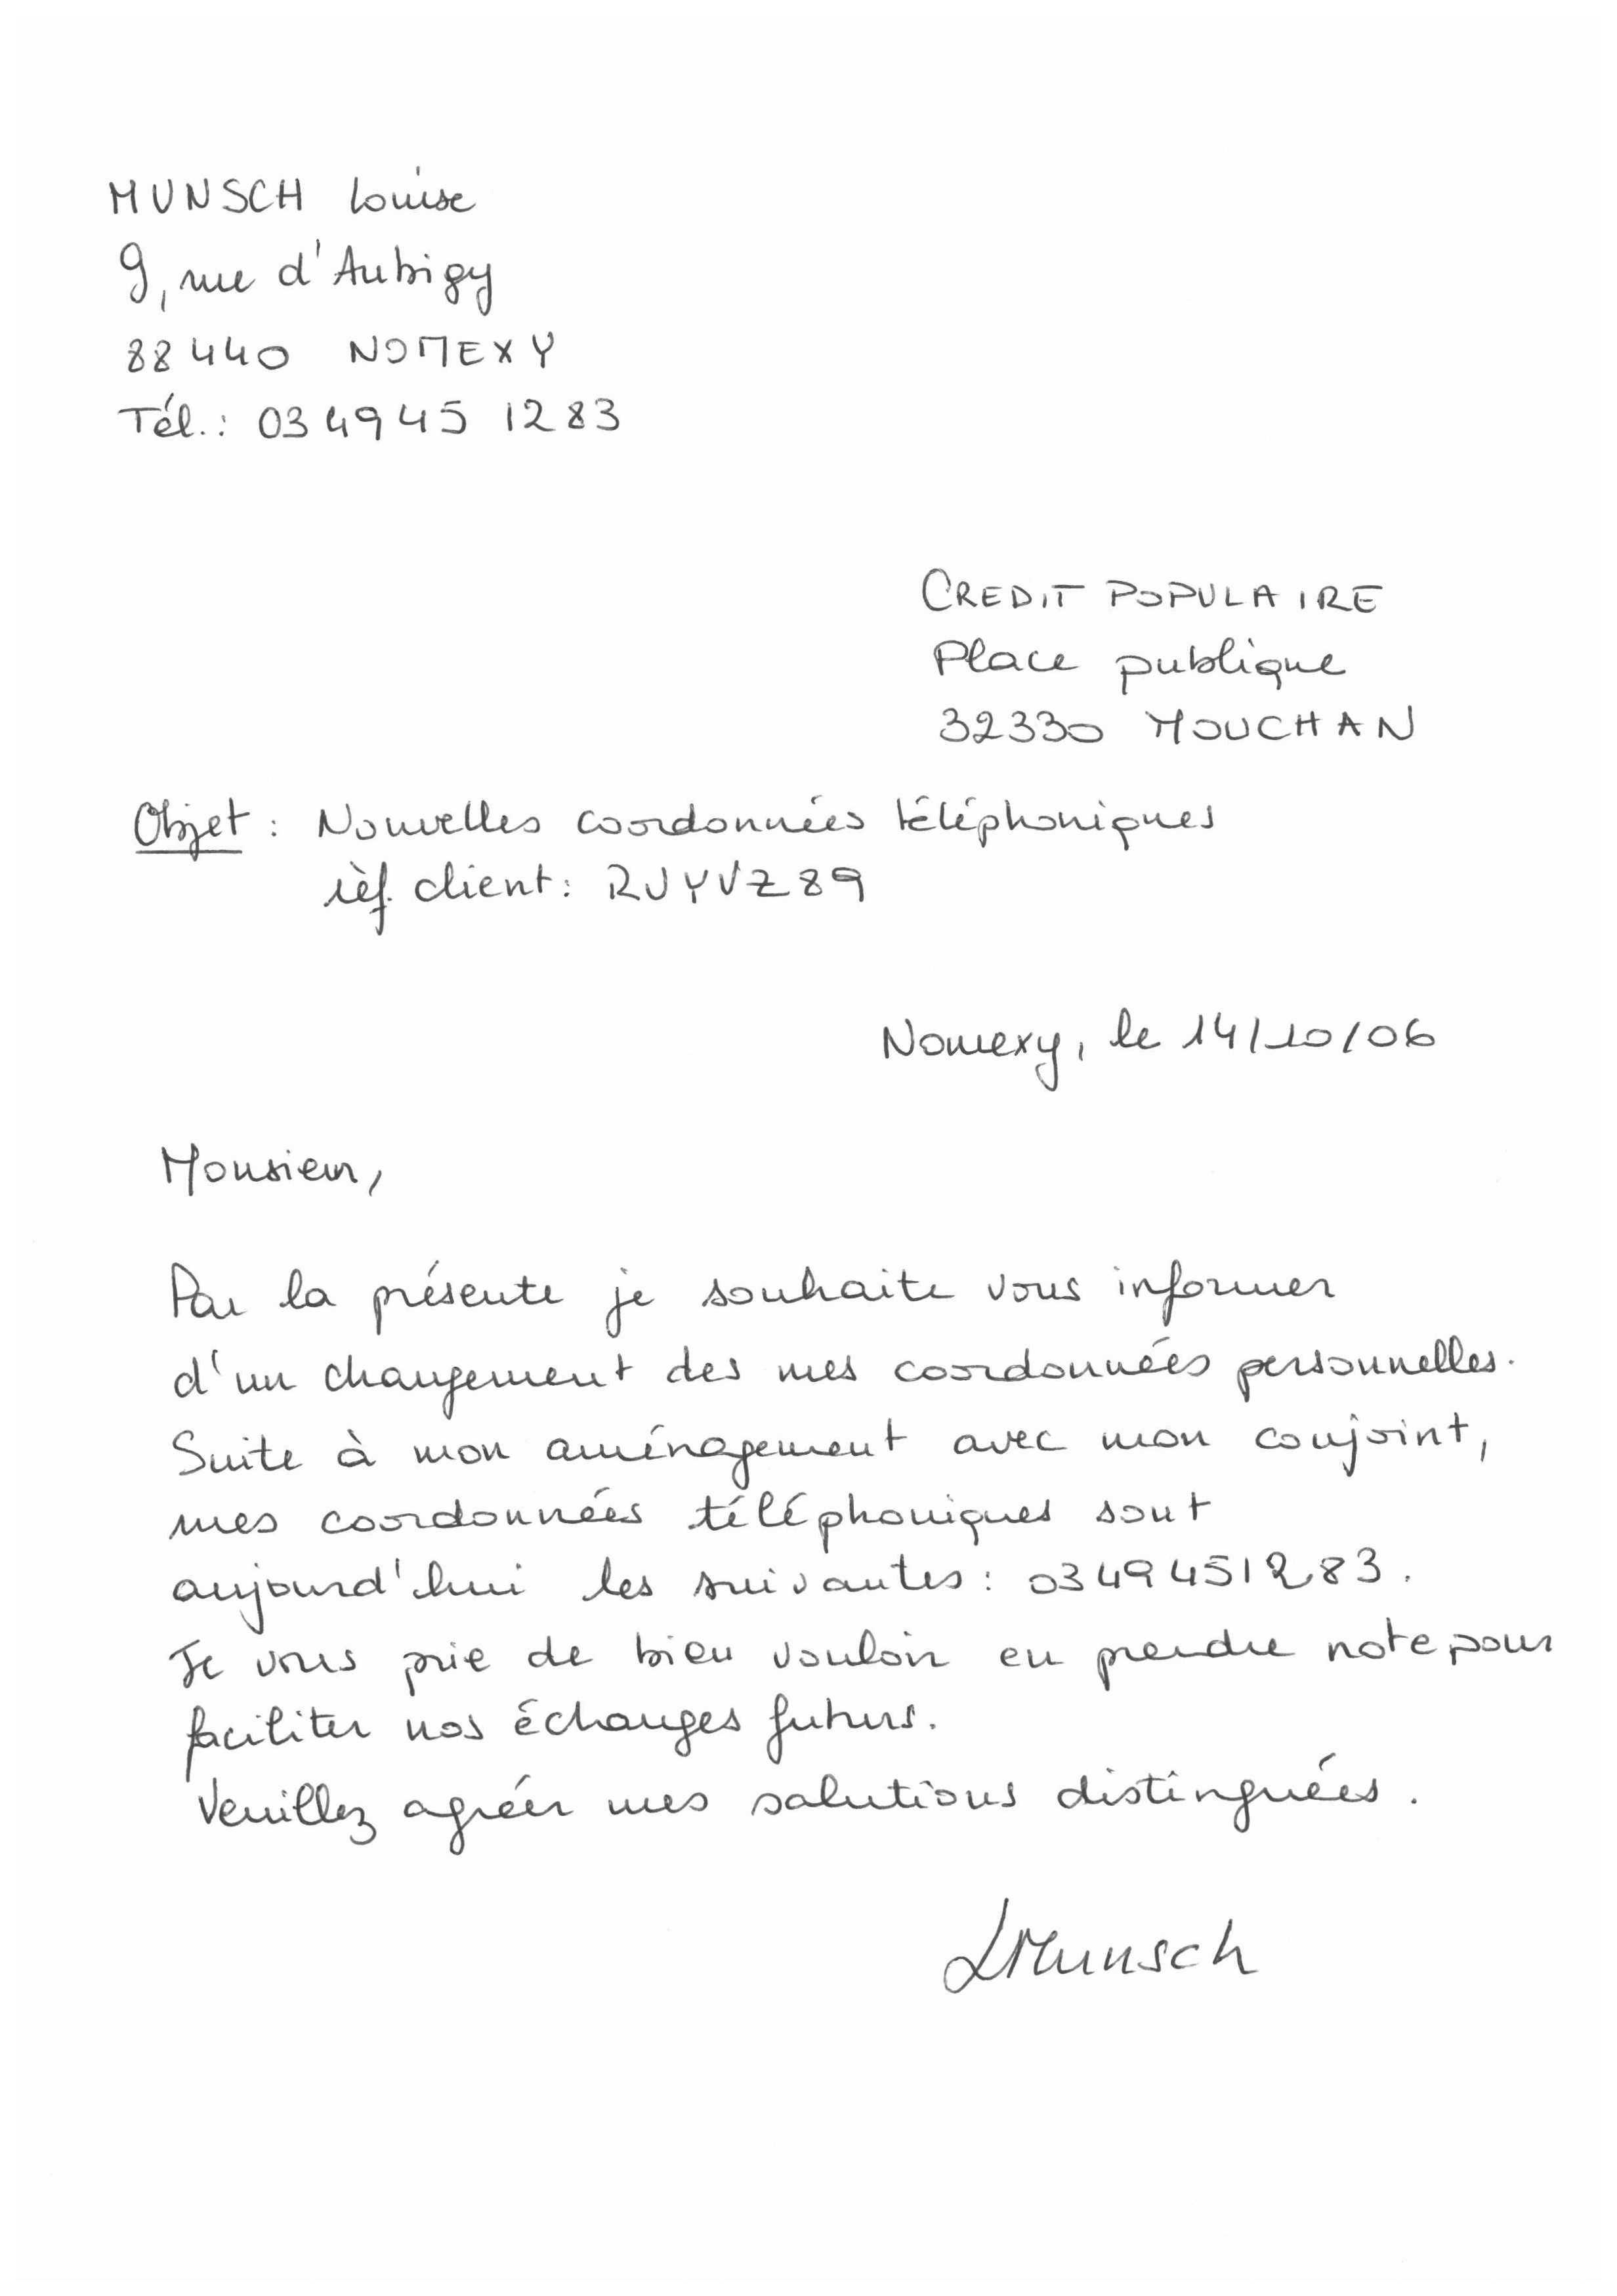 MUNSCH Louise
9, rue d'Aubigy
88440 NOMEXY
Tél.: 03 49 45 12 83
CREDIT POPULAIRE
Place publique
32330 MOUCHAN
Objet : Nouvelles coordonnées téléphoniques
réf. client : RJYVZ89
Nomexy, le 14/10/06
Monsieur,
Par la présente je souhaite vous informer
d'un changement des mes coordonnées personnelles.
Suite à mon aménagement avec mon conjoint,
mes coordonnées téléphoniques sont
aujourd'hui les suivantes : 0349451283.
Je vous prie de bien vouloir en prendre note pour
faciliter nos échanges futurs.
Veuillez agréer mes salutions distinguées.
LMunsch